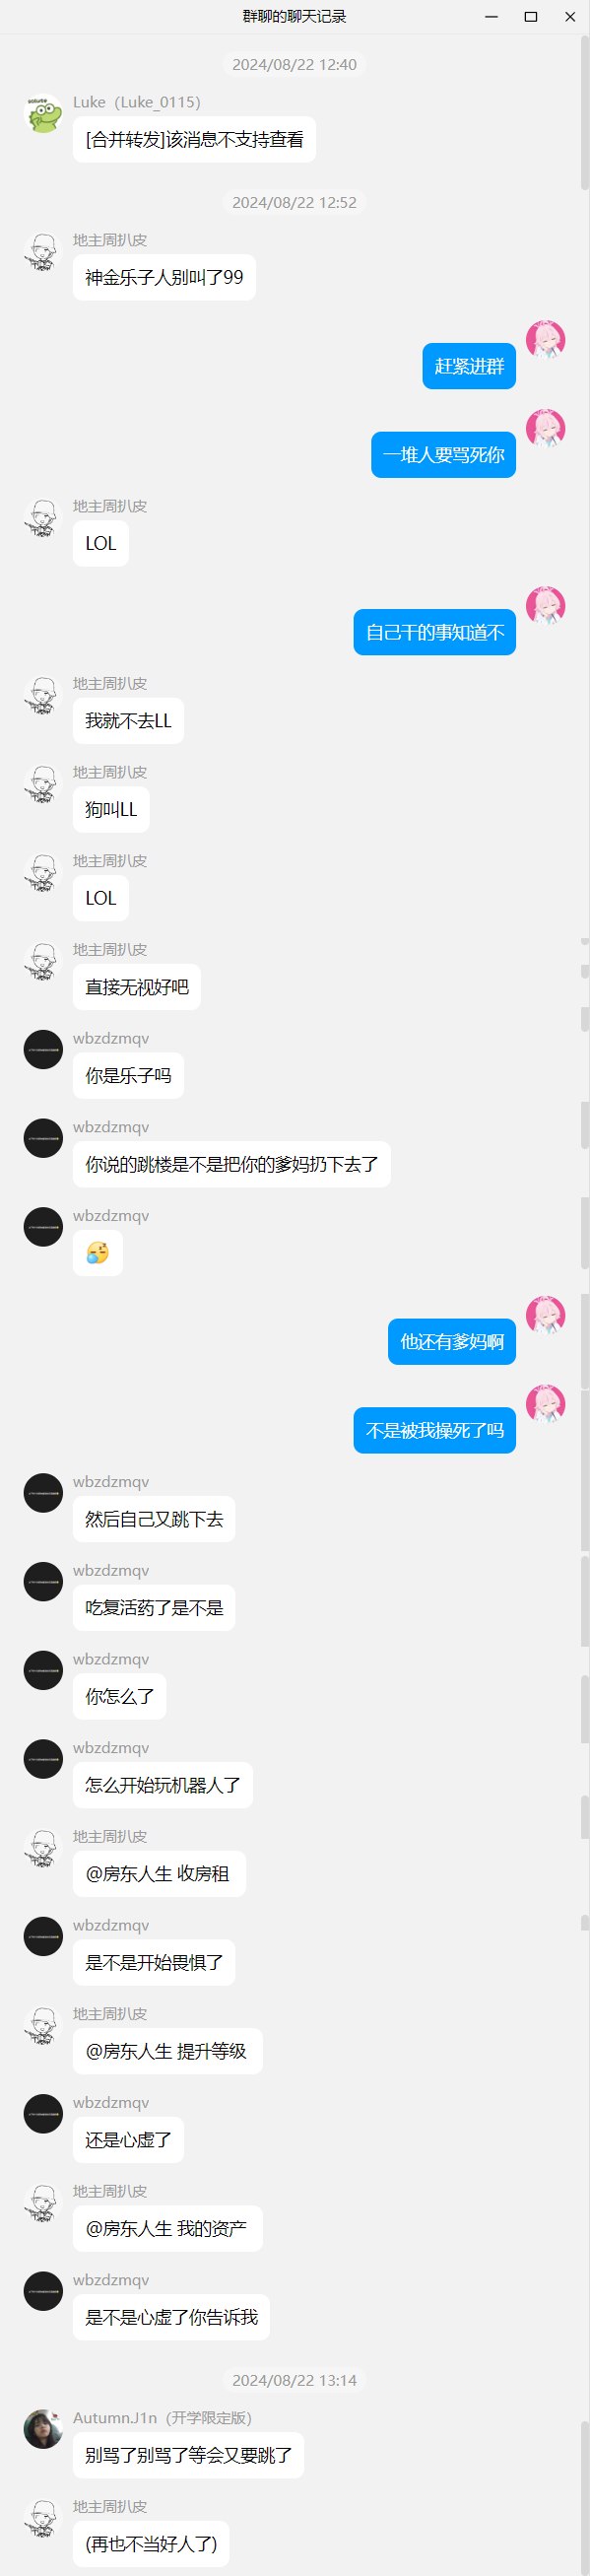 群聊的聊天记录
2024/08/22 12:40
Luke（Luke_0115）
[合并转发]该消息不支持查看
2024/08/22 12:52
地主周扒皮
神金乐子人别叫了99
赶紧进群
一堆人要骂死你
地主周扒皮
LOL
自己干的事知道不
地主周扒皮
我就不去LL
地主周扒皮
狗叫LL
地主周扒皮
LOL
地主周扒皮
直接无视好吧
wbzdzmqv
你是乐子吗
wbzdzmqv
你说的跳楼是不是把你的爹妈扔下去了
wbzdzmqv
他还有爹妈啊
不是被我操死了吗
wbzdzmqv
然后自己又跳下去
wbzdzmqv
吃复活药了是不是
wbzdzmqv
你怎么了
wbzdzmqv
怎么开始玩机器人了
地主周扒皮
@房东人生 收房租
wbzdzmqv
是不是开始畏惧了
地主周扒皮
@房东人生 提升等级
wbzdzmqv
还是心虚了
地主周扒皮
@房东人生 我的资产
wbzdzmqv
是不是心虚了你告诉我
2024/08/22 13:14
Autumn.J1n（开学限定版）
别骂了别骂了等会又要跳了
地主周扒皮
(再也不当好人了)